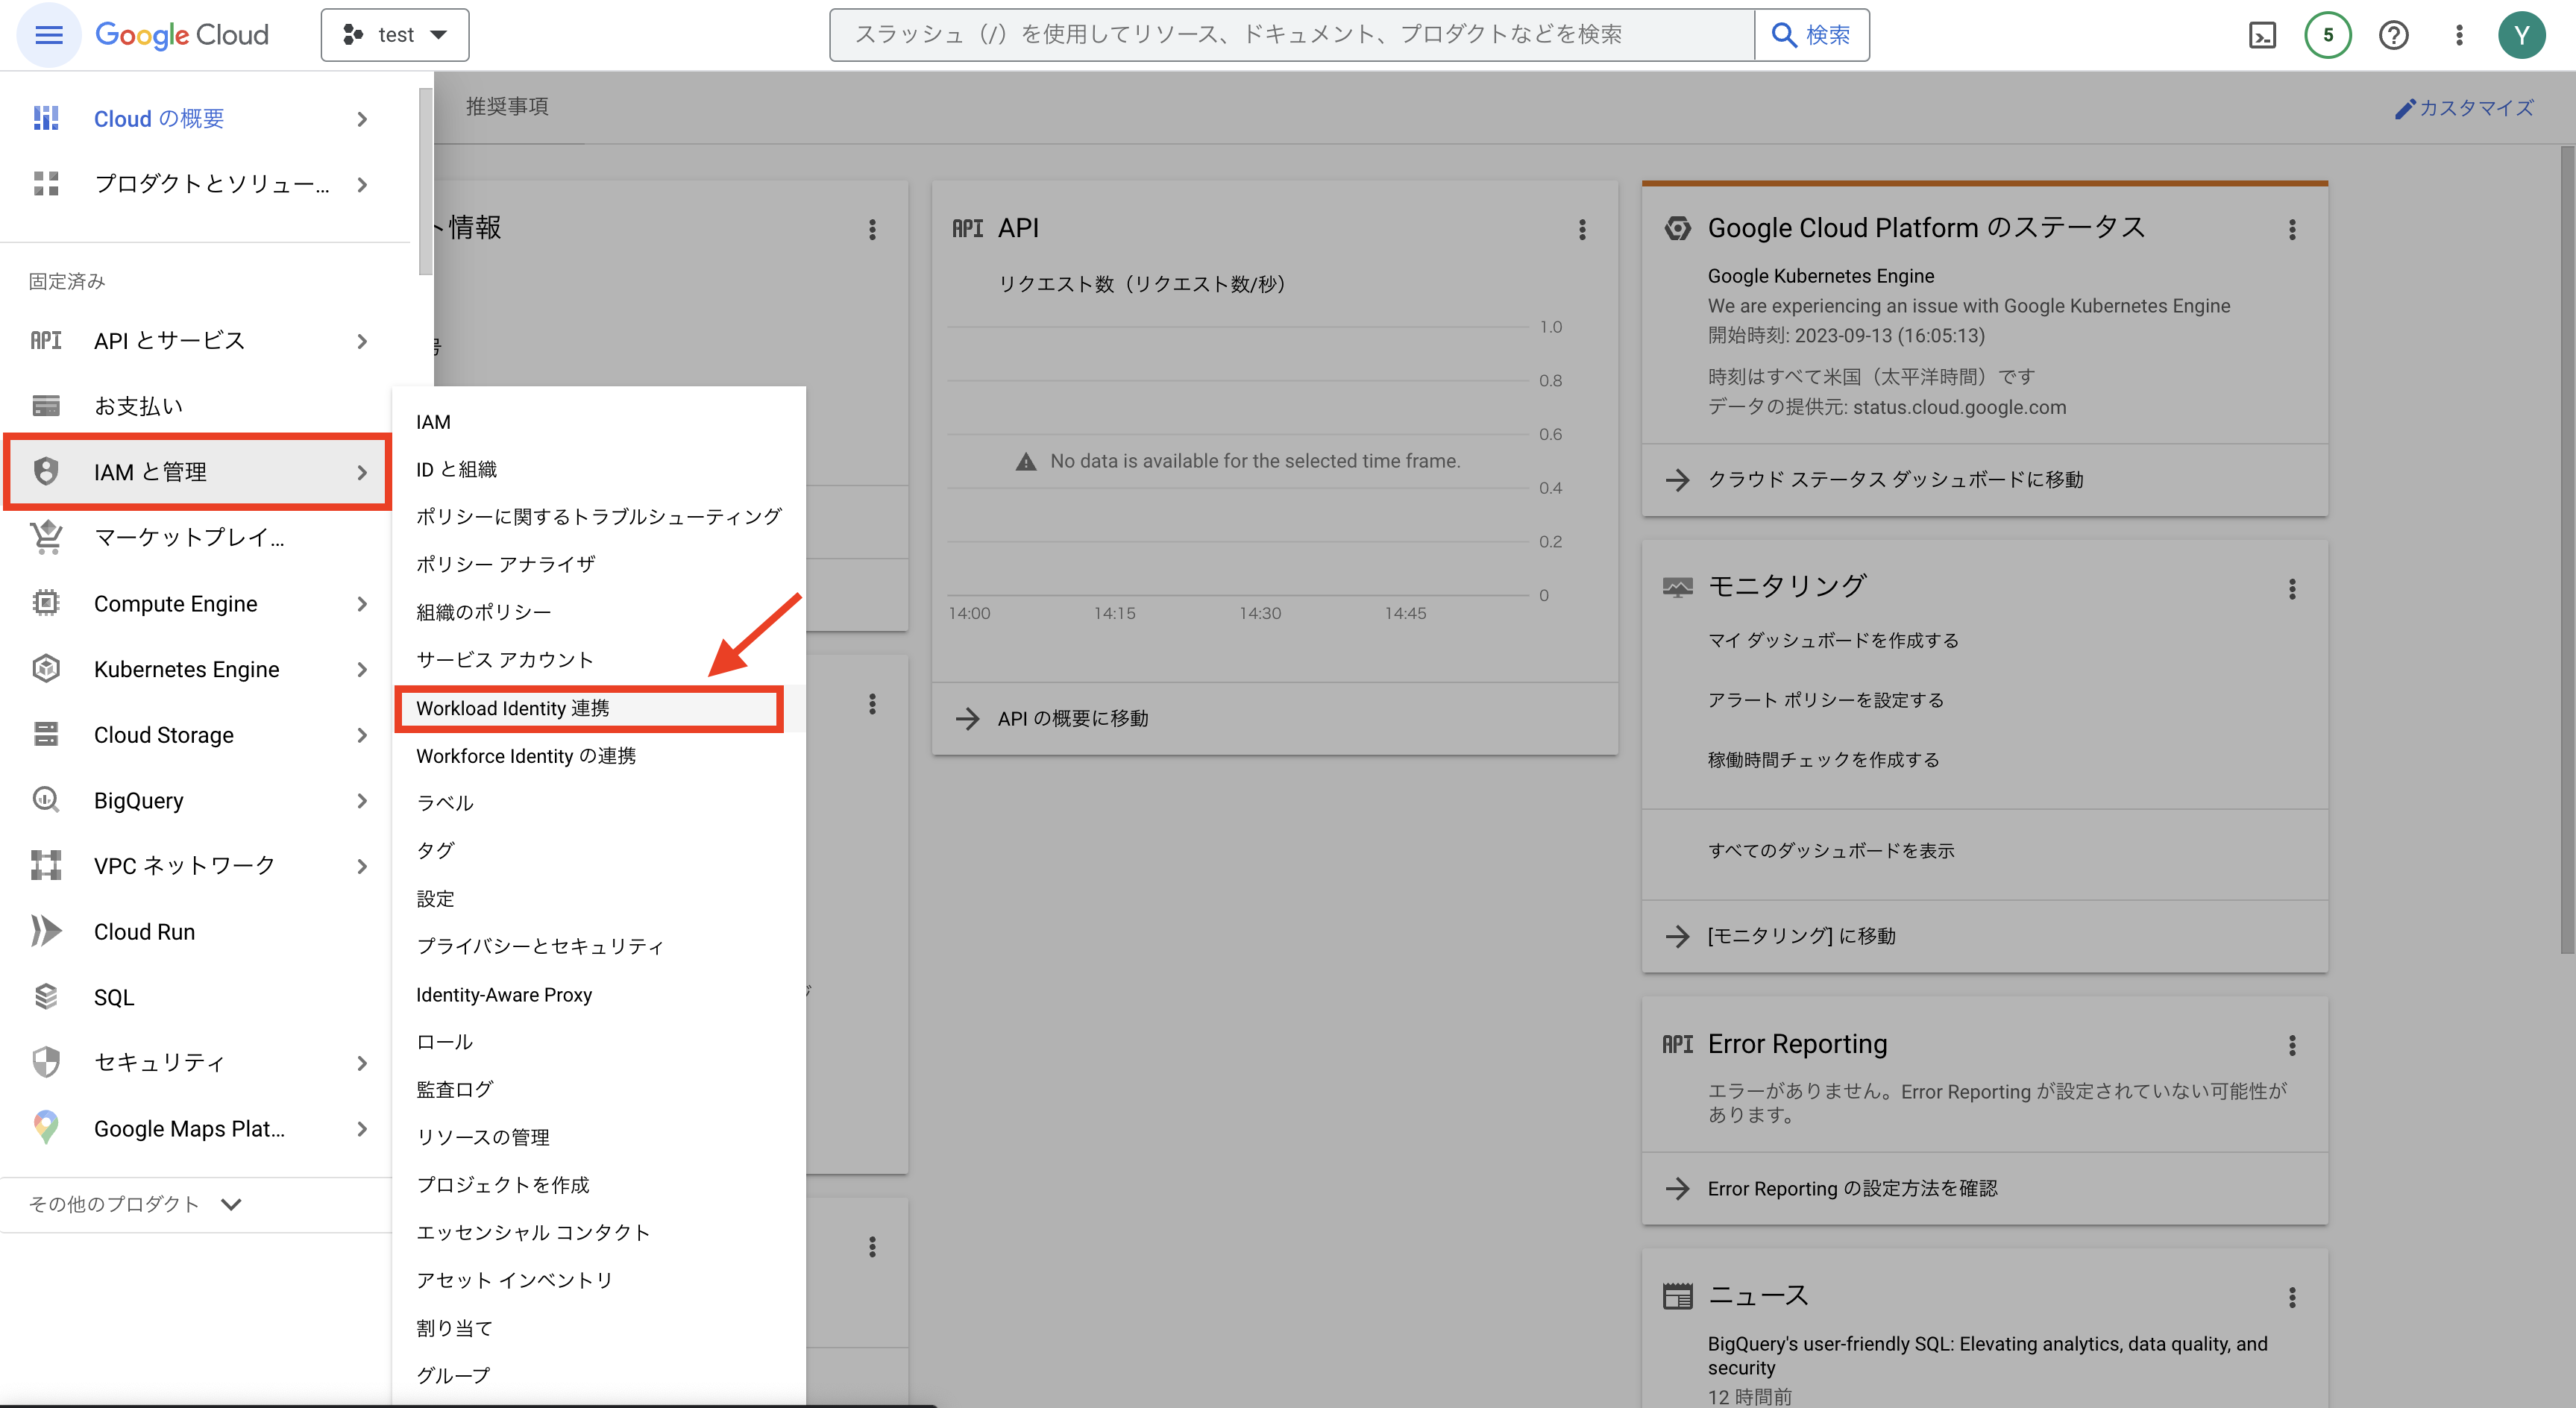 Google Cloud
test
スラッシュ（/）を使用してリソース、ドキュメント、プロダクトなどを検索
検索
5
Y
Cloud の概要
プロダクトとソリュー...
固定済み
API とサービス
お支払い
IAM と管理
マーケットプレイ...
Compute Engine
Kubernetes Engine
Cloud Storage
BigQuery
VPC ネットワーク
Cloud Run
SQL
セキュリティ
Google Maps Plat...
その他のプロダクト
IAM
ID と組織
ポリシーに関するトラブルシューティング
ポリシー アナライザ
組織のポリシー
サービス アカウント
Workload Identity 連携
Workforce Identity の連携
ラベル
タグ
設定
プライバシーとセキュリティ
Identity-Aware Proxy
ロール
監査ログ
リソースの管理
プロジェクトを作成
エッセンシャル コンタクト
アセット インベントリ
割り当て
グループ
推奨事項
カスタマイズ
ト情報
号
API API
リクエスト数（リクエスト数/秒）
1.0
0.8
0.6
No data is available for the selected time frame.
0.4
0.2
0
14:00 14:15 14:30 14:45
API の概要に移動
Google Cloud Platform のステータス
Google Kubernetes Engine
We are experiencing an issue with Google Kubernetes Engine
開始時刻: 2023-09-13 (16:05:13)
時刻はすべて米国（太平洋時間）です
データの提供元: status.cloud.google.com
クラウド ステータス ダッシュボードに移動
モニタリング
マイ ダッシュボードを作成する
アラート ポリシーを設定する
稼働時間チェックを作成する
すべてのダッシュボードを表示
[モニタリング] に移動
API Error Reporting
エラーがありません。Error Reporting が設定されていない可能性が
あります。
Error Reporting の設定方法を確認
ニュース
BigQuery's user-friendly SQL: Elevating analytics, data quality, and
security
12 時間前